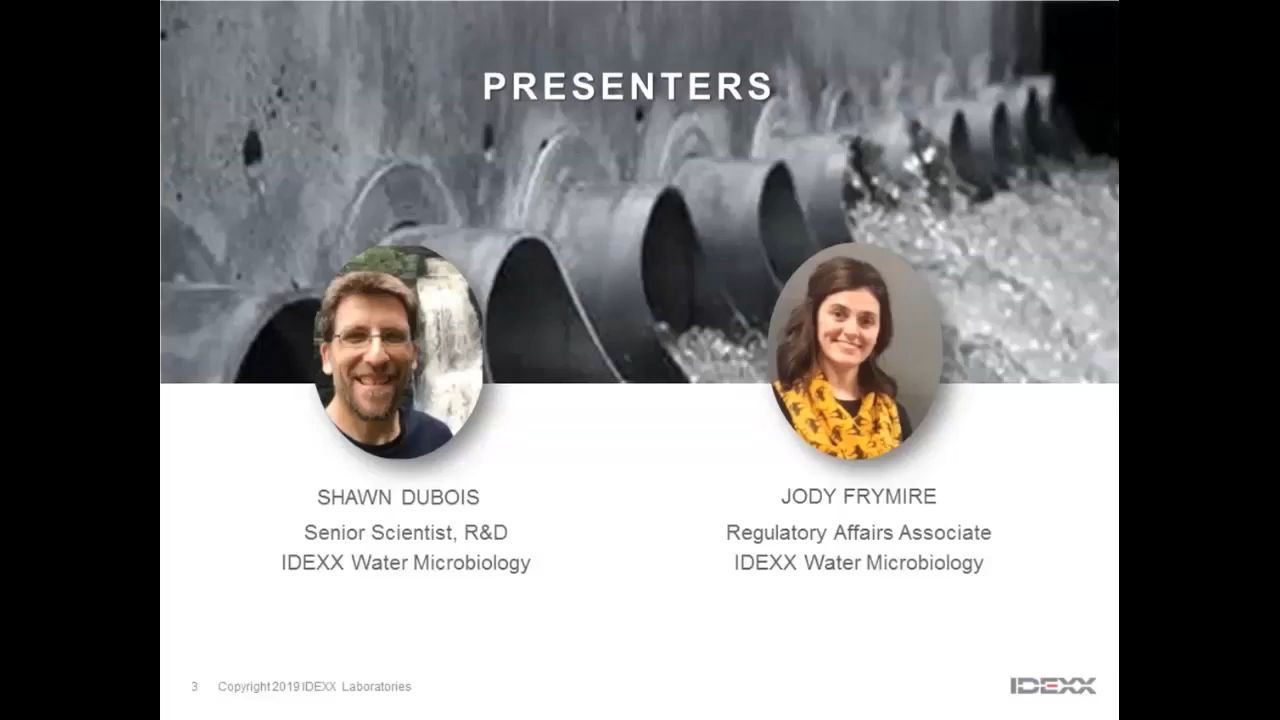 PRESENTERS
SHAWN DUBOIS
Senior Scientist, R&D
IDEXX Water Microbiology
JODY FRYMIRE
Regulatory Affairs Associate
IDEXX Water Microbiology
3 Copyright 2019 IDEXX Laboratories
IDEXX